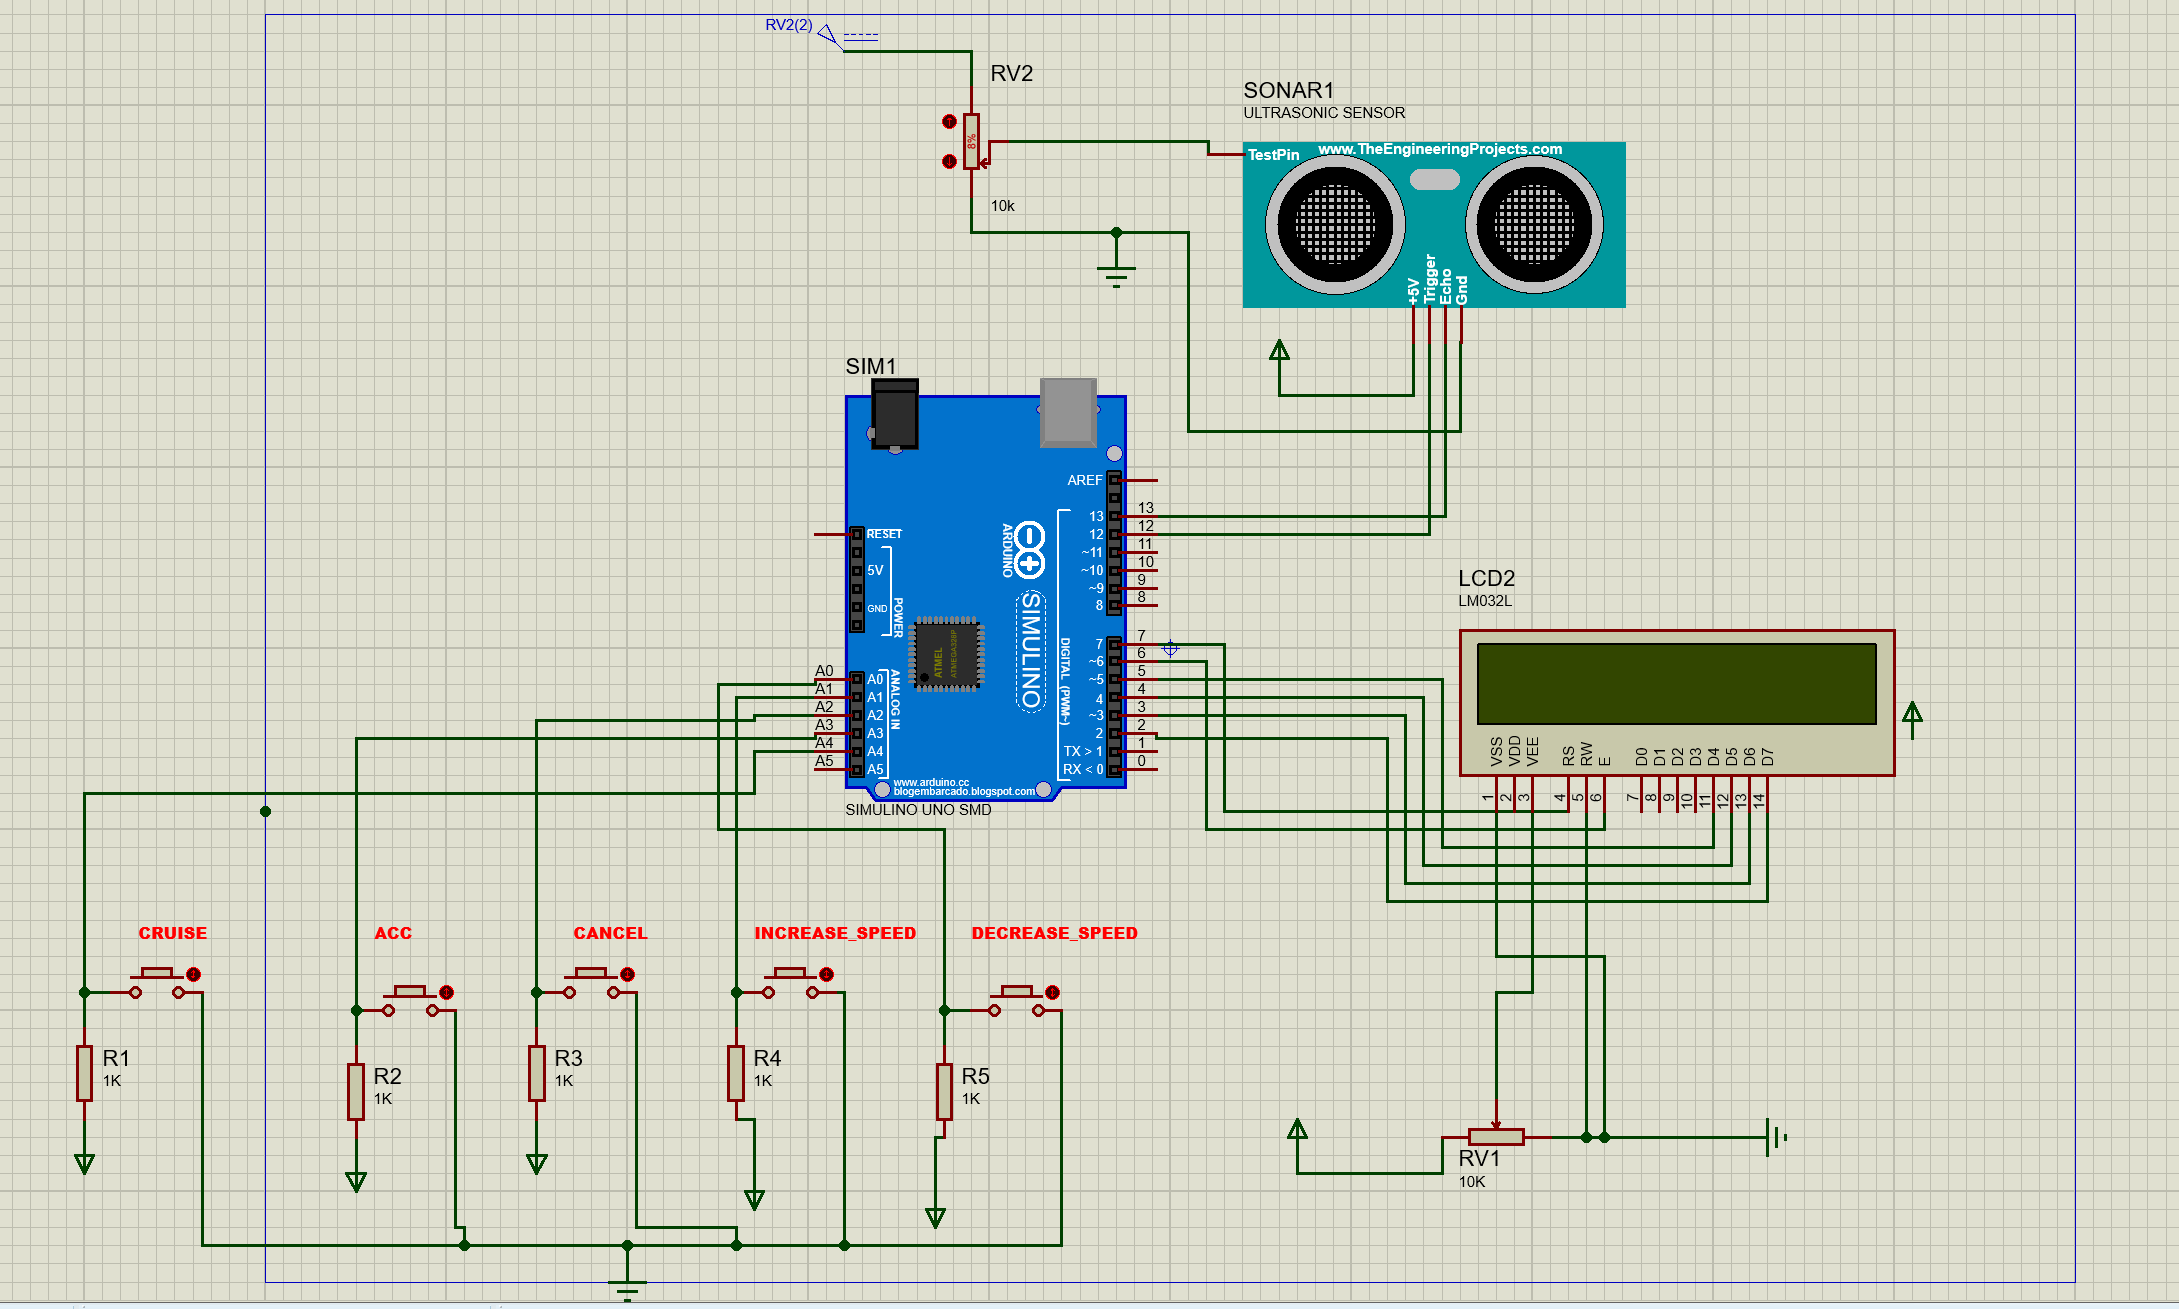 RV2(2)
RV2
8%
10k
SONAR1
ULTRASONIC SENSOR
TestPin
www.TheEngineeringProjects.com
+5V
Trigger
Echo
Gnd
SIM1
AREF
13
12
~11
~10
~9
8
7
~6
~5
4
~3
2
TX > 1
RX < 0
13
12
11
10
9
8
7
6
5
4
3
2
1
0
RESET
5V
GND
POWER
ARDUINO
SIMULINO
DIGITAL (PWM~)
ATMEL
ATMEGA328P
ANALOG IN
A0
A1
A2
A3
A4
A5
A0
A1
A2
A3
A4
A5
www.arduino.cc
blogembarcado.blogspot.com
SIMULINO UNO SMD
LCD2
LM032L
VSS
VDD
VEE
RS
RW
E
D0
D1
D2
D3
D4
D5
D6
D7
1
2
3
4
5
6
7
8
9
10
11
12
13
14
CRUISE
ACC
CANCEL
INCREASE_SPEED
DECREASE_SPEED
R1
1K
R2
1K
R3
1K
R4
1K
R5
1K
RV1
10K